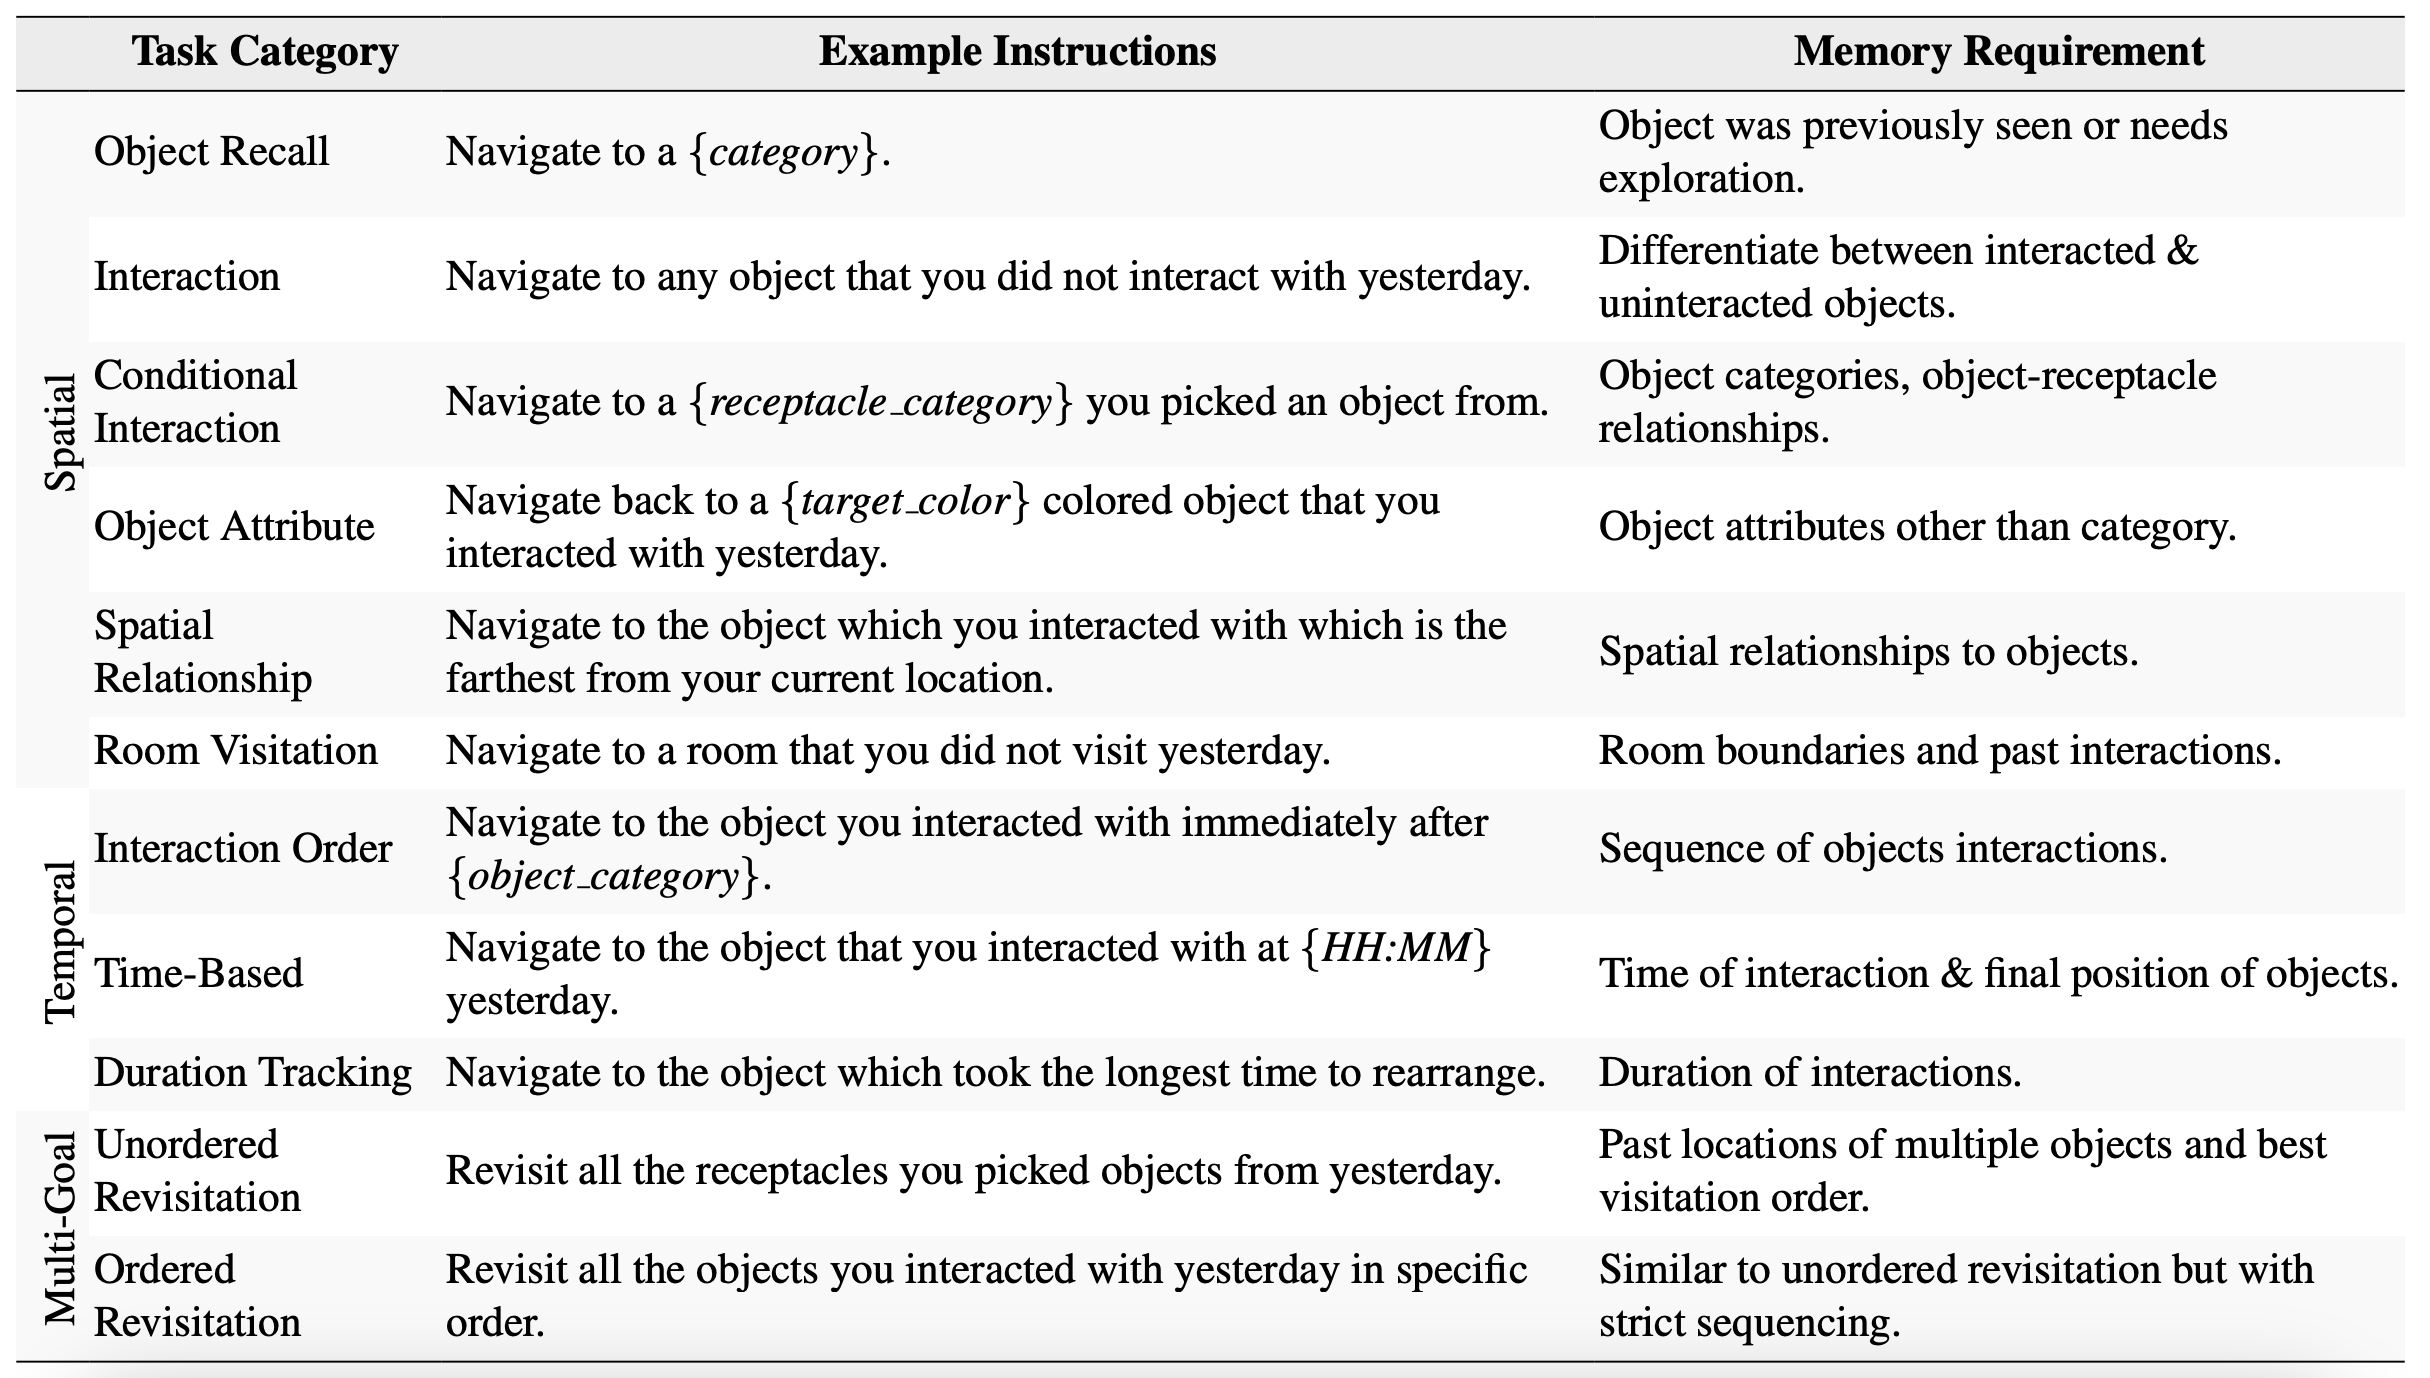 Task Category Example Instructions Memory Requirement
Spatial
Object Recall
Navigate to a {category}.
Object was previously seen or needs
exploration.
Interaction
Navigate to any object that you did not interact with yesterday.
Differentiate between interacted &
uninteracted objects.
Conditional
Interaction
Navigate to a {receptacle_category} you picked an object from.
Object categories, object-receptacle
relationships.
Object Attribute
Navigate back to a {target_color} colored object that you
interacted with yesterday.
Object attributes other than category.
Spatial
Relationship
Navigate to the object which you interacted with which is the
farthest from your current location.
Spatial relationships to objects.
Room Visitation
Navigate to a room that you did not visit yesterday.
Room boundaries and past interactions.
Temporal
Interaction Order
Navigate to the object you interacted with immediately after
{object_category}.
Sequence of objects interactions.
Time-Based
Navigate to the object that you interacted with at {HH:MM}
yesterday.
Time of interaction & final position of objects.
Duration Tracking
Navigate to the object which took the longest time to rearrange.
Duration of interactions.
Multi-Goal
Unordered
Revisitation
Revisit all the receptacles you picked objects from yesterday.
Past locations of multiple objects and best
visitation order.
Ordered
Revisitation
Revisit all the objects you interacted with yesterday in specific
order.
Similar to unordered revisitation but with
strict sequencing.